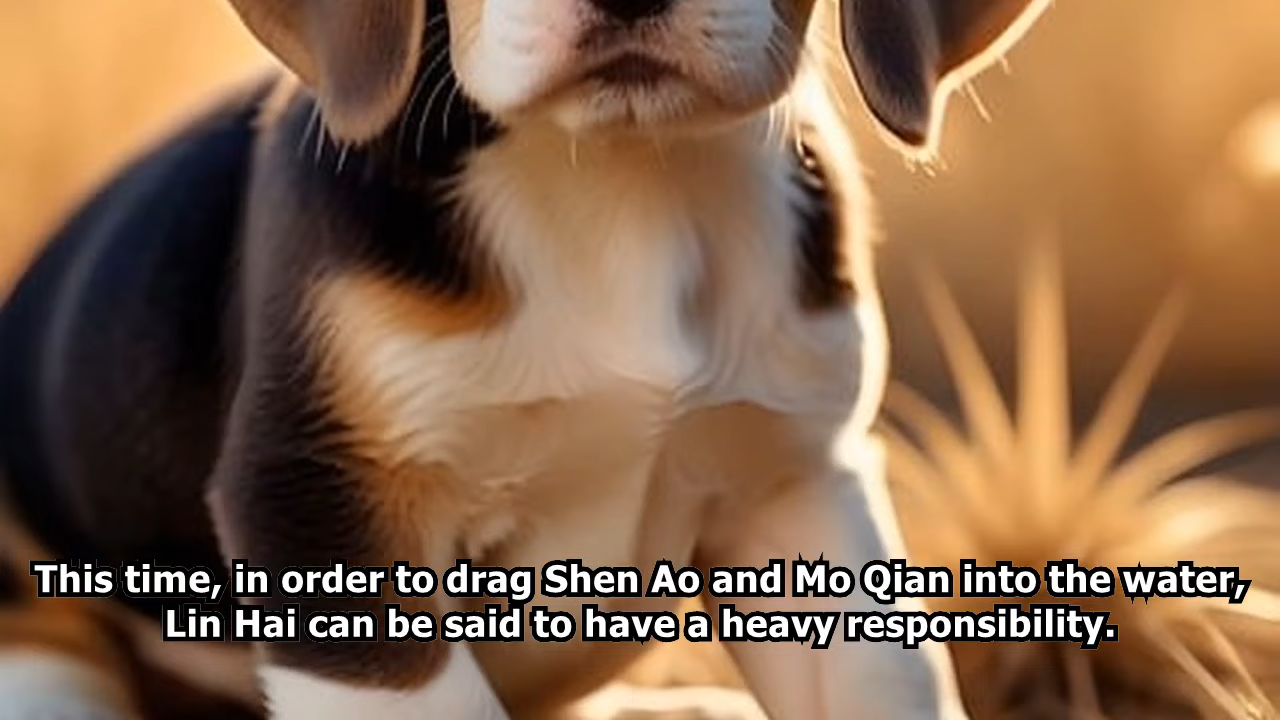 This time, in order to drag Shen Ao and Mo Qian into the water,
Lin Hai can be said to have a heavy responsibility.